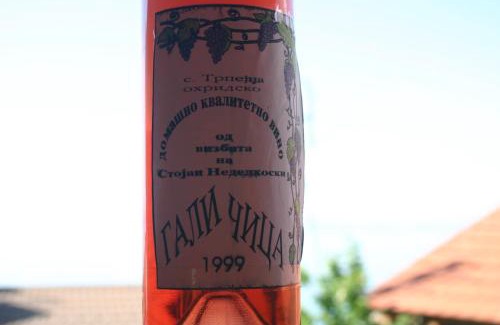 с. Трпејца
охридско
домашно квалитетно вино
од
визбата
на
Стојан Неделкоски
ГАЛИ ЧИЦА
1999